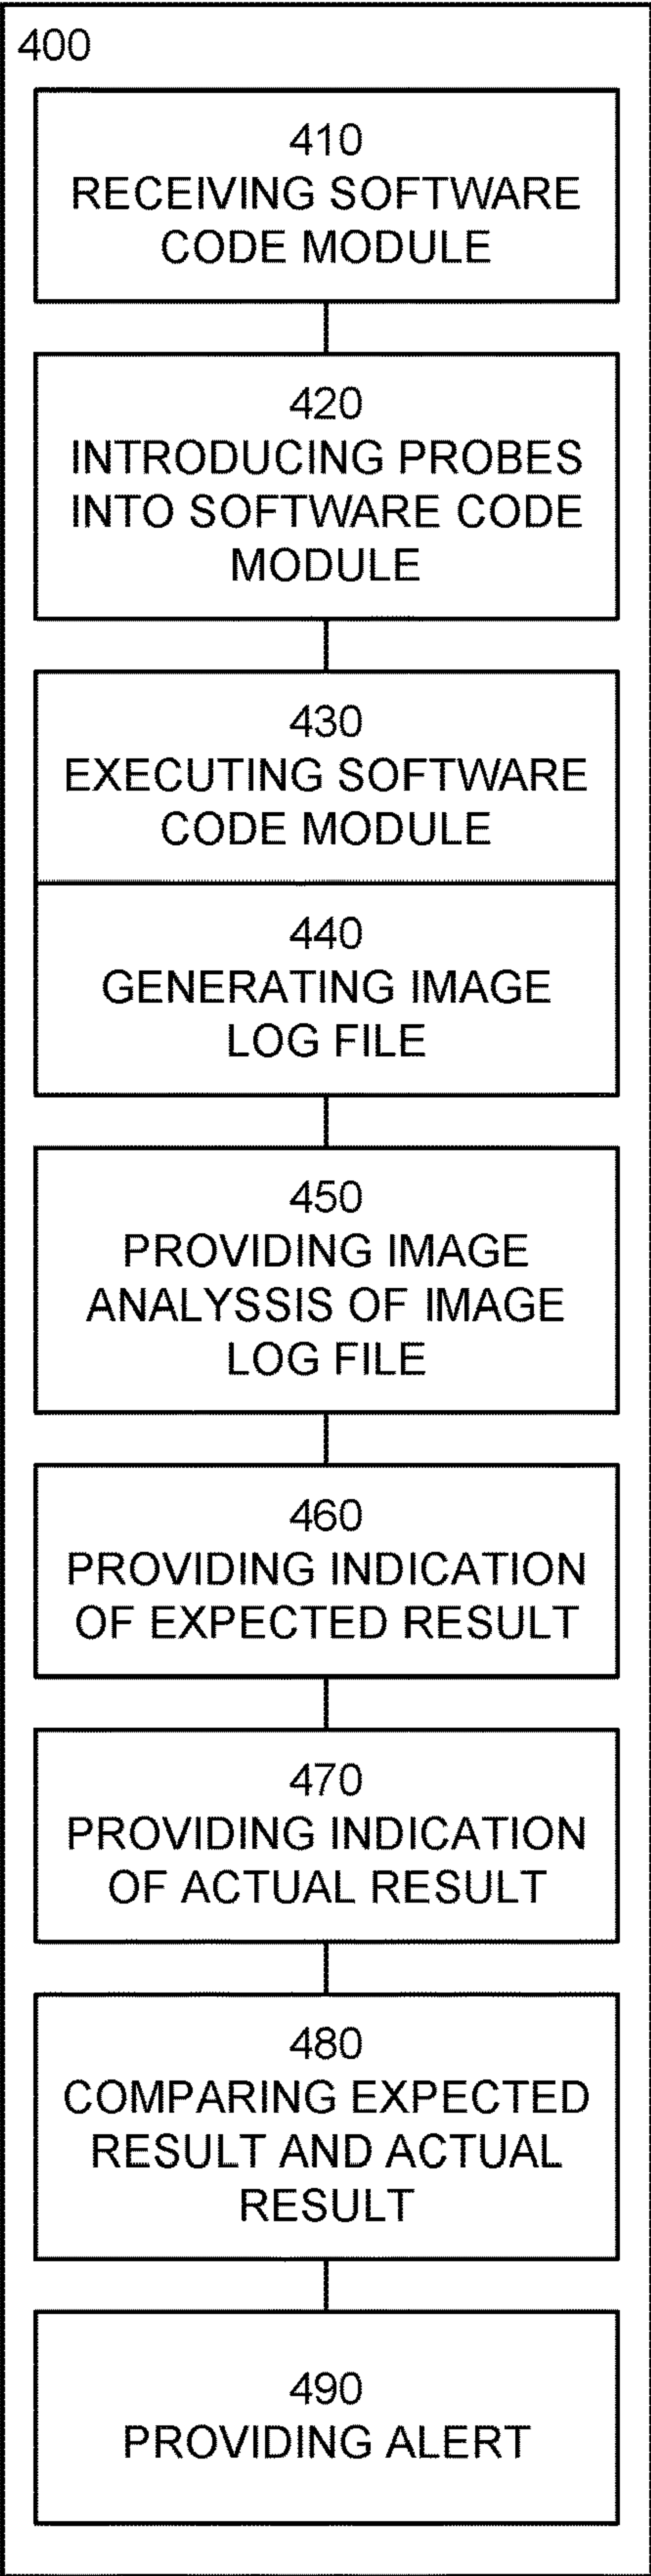 400
410
RECEIVING SOFTWARE
CODE MODULE
420
INTRODUCING PROBES
INTO SOFTWARE CODE
MODULE
430
EXECUTING SOFTWARE
CODE MODULE
440
GENERATING IMAGE
LOG FILE
450
PROVIDING IMAGE
ANALYSSIS OF IMAGE
LOG FILE
460
PROVIDING INDICATION
OF EXPECTED RESULT
470
PROVIDING INDICATION
OF ACTUAL RESULT
480
COMPARING EXPECTED
RESULT AND ACTUAL
RESULT
490
PROVIDING ALERT